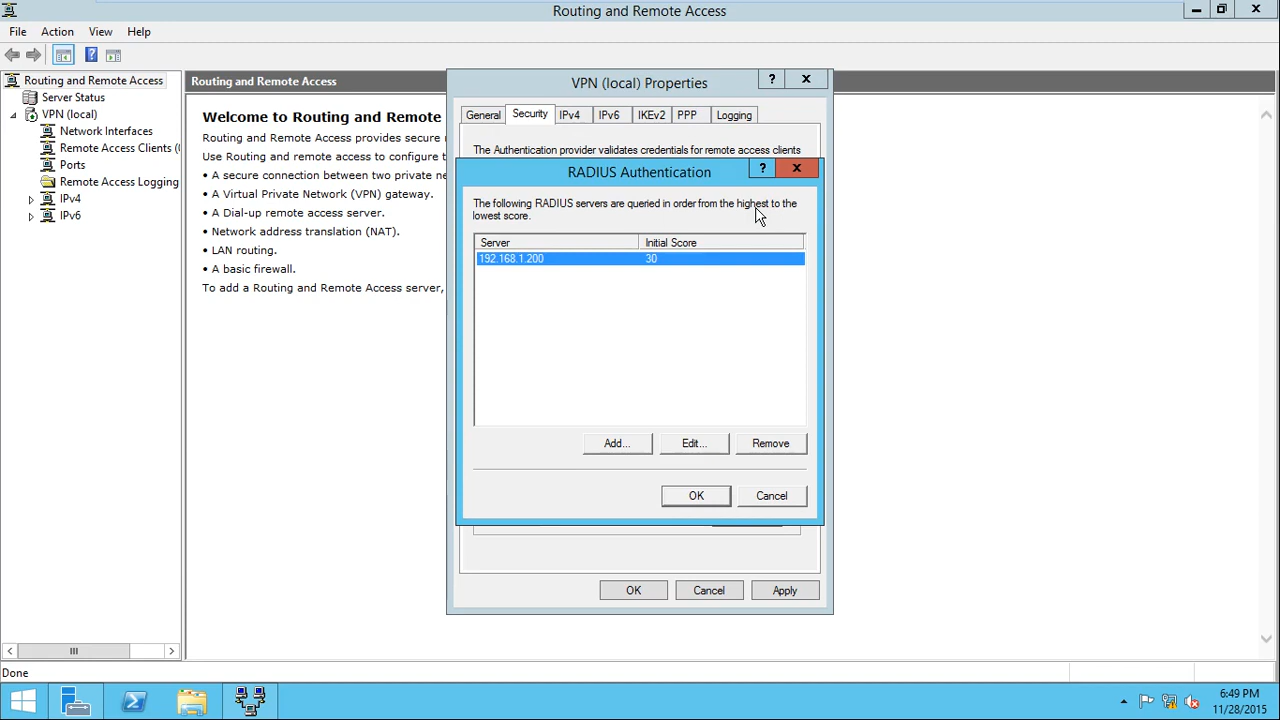 Routing and Remote Access
File Action View Help
Routing and Remote Access
Server Status
VPN (local)
Network Interfaces
Remote Access Clients (
Ports
Remote Access Logging
IPv4
IPv6
Routing and Remote Access
Welcome to Routing and Remote
Routing and Remote Access provides secure
Use Routing and remote access to configure
• A secure connection between two private ne
• A Virtual Private Network (VPN) gateway.
• A Dial-up remote access server.
• Network address translation (NAT).
• LAN routing.
• A basic firewall.
To add a Routing and Remote Access server,
VPN (local) Properties
? x
General Security IPv4 IPv6 IKEv2 PPP Logging
The Authentication provider validates credentials for remote access clients
RADIUS Authentication
? x
The following RADIUS servers are queried in order from the highest to the
lowest score.
Server Initial Score
192.168.1.200 30
Add... Edit... Remove
OK Cancel
OK Cancel Apply
Done
6:49 PM
11/28/2015